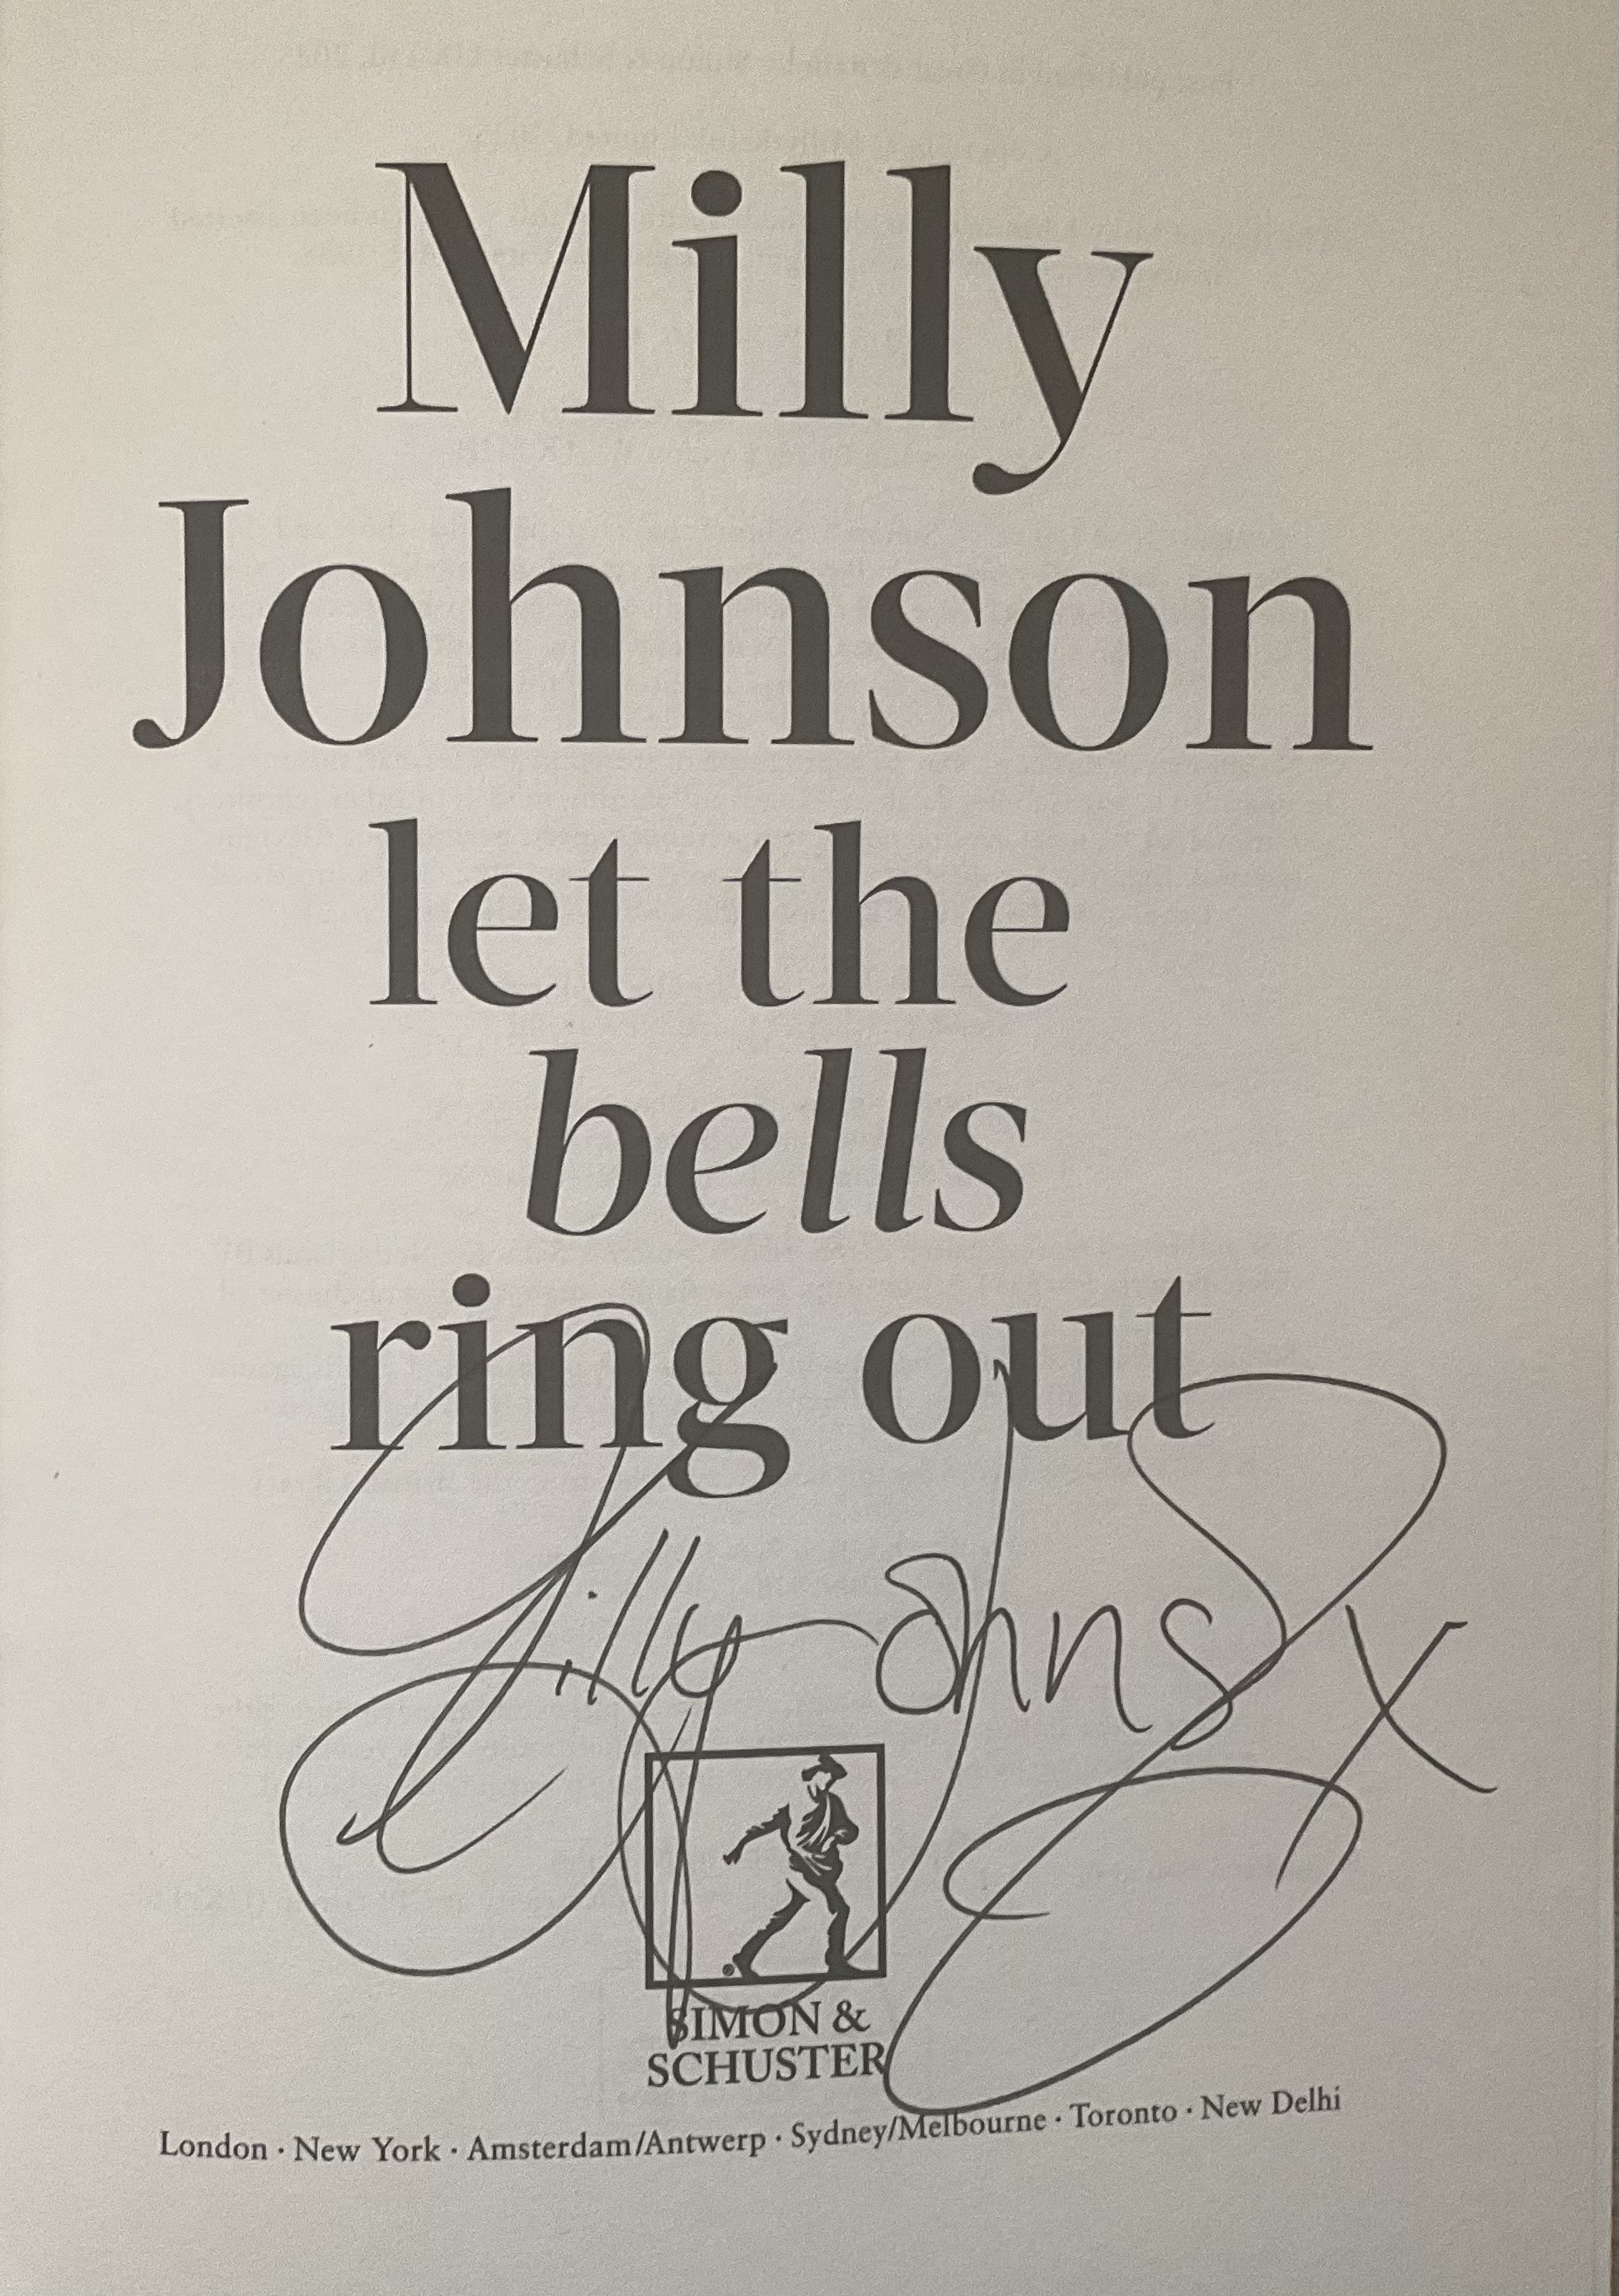 Milly
Johnson
let the
bells
ring out
Milly Johnson x
SIMON &
SCHUSTER
London · New York · Amsterdam/Antwerp · Sydney/Melbourne · Toronto · New Delhi